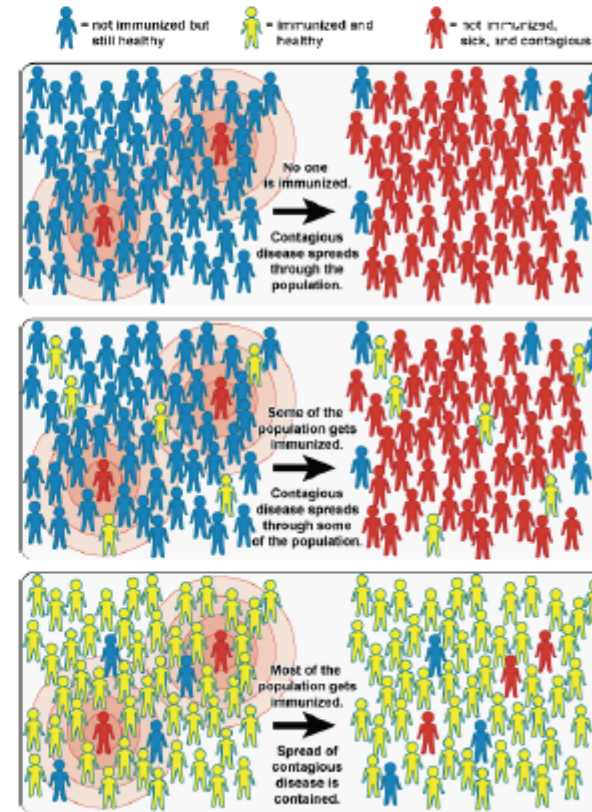 = not immunized but
still healthy
= immunized and
healthy
= not immunized,
sick, and contagious
No one
is immunized.
Contagious
disease spreads
through the
population.
Some of the
population gets
immunized.
Contagious
disease spreads
through some
of the population.
Most of the
population gets
immunized.
Spread of
contagious
disease is
contained.